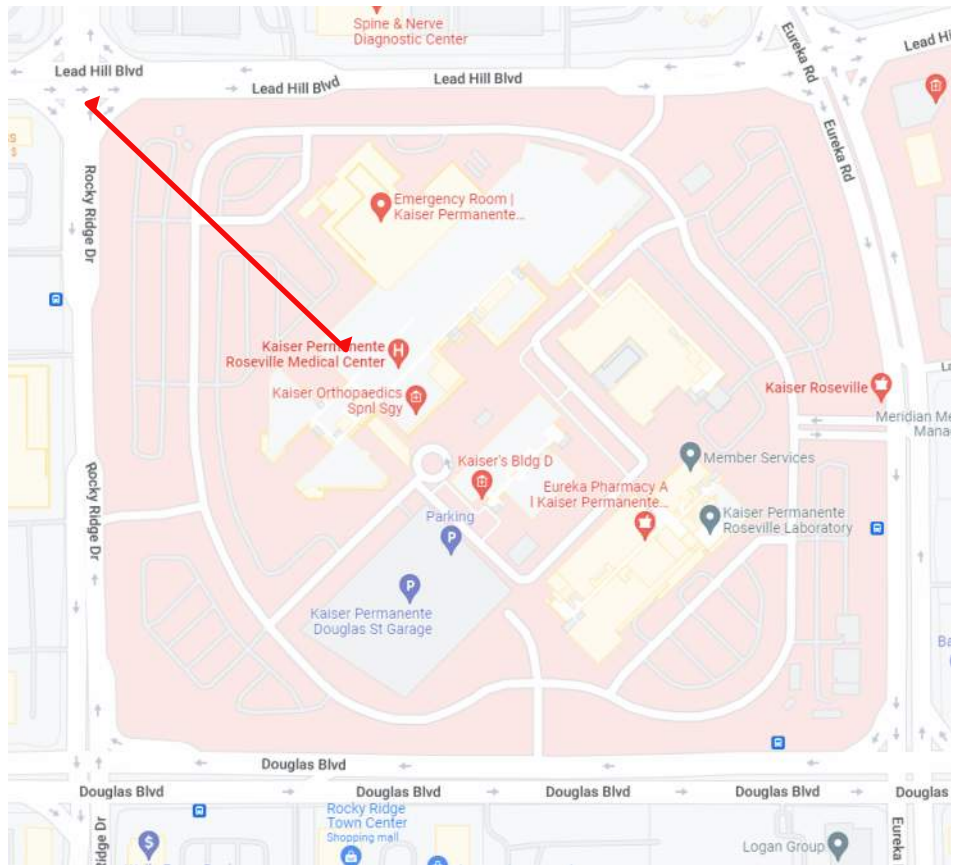 Spine & Nerve
Diagnostic Center
Eureka Rd
Lead Hi
Lead Hill Blvd
Lead Hill Blvd
Lead Hill Blvd
Eureka Rd
Rocky Ridge Dr
Emergency Room |
Kaiser Permanente...
Kaiser Permanente
Roseville Medical Center
H
Kaiser Orthopaedics
Spnl Sgy
Kaiser Roseville
Meridian Me
Mana
Kaiser's Bldg D
Member Services
Rocky Ridge Dr
Eureka Pharmacy A
| Kaiser Permanente...
Kaiser Permanente
Roseville Laboratory
Parking
P
P
Kaiser Permanente
Douglas St Garage
Ba
Douglas Blvd
Douglas Blvd
Douglas Blvd
Douglas Blvd
Douglas Blvd
Douglas
Rocky Ridge
Town Center
Shopping mall
Ridge Dr
$
Logan Group
Eureka